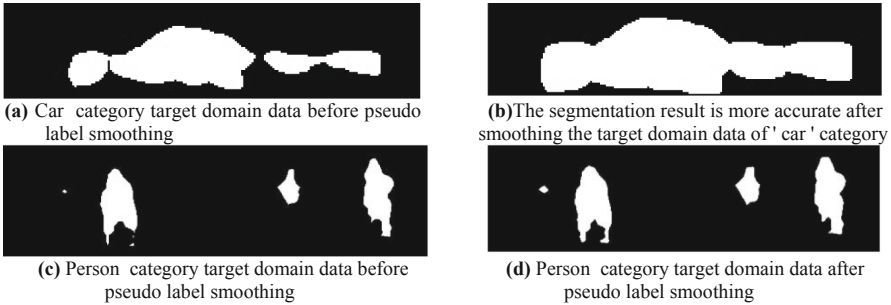 (a) Car category target domain data before pseudo
label smoothing
(b)The segmentation result is more accurate after
smoothing the target domain data of ' car ' category
(c) Person category target domain data before
pseudo label smoothing
(d) Person category target domain data after
pseudo label smoothing